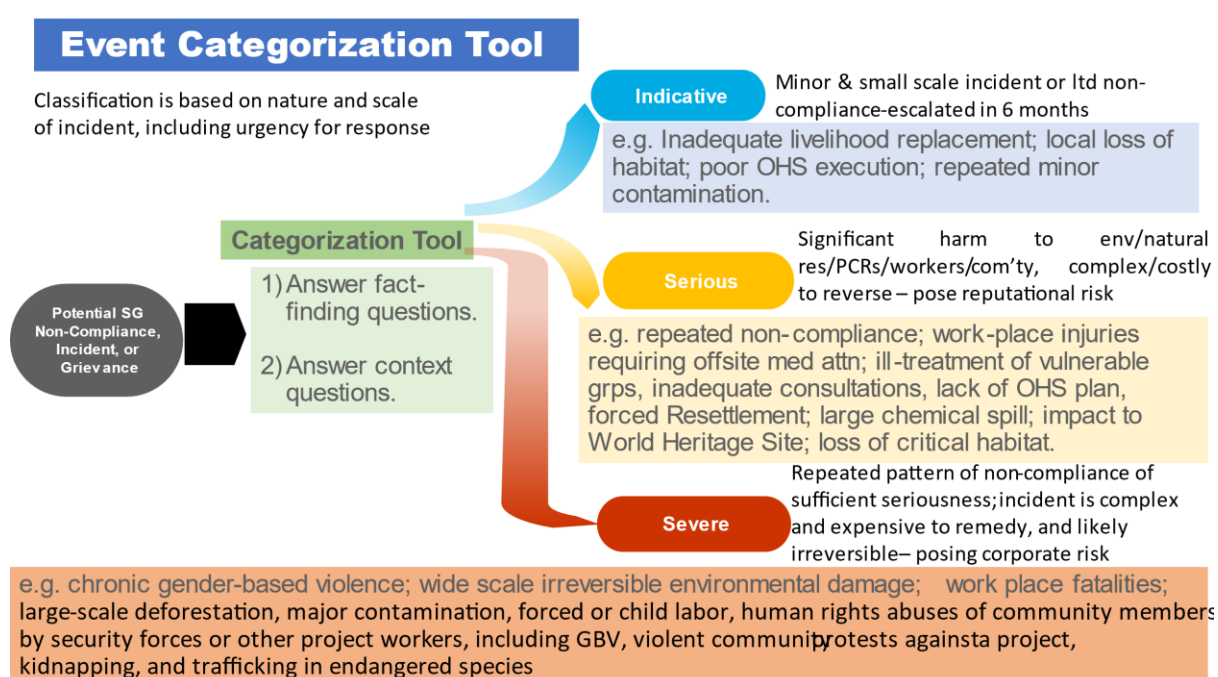 Event Categorization Tool
Classification is based on nature and scale
of incident, including urgency for response
Potential SG
Non-Compliance,
Incident, or
Grievance
Categorization Tool
1) Answer fact-
finding questions.
2) Answer context
questions.
Indicative
Minor & small scale incident or ltd non-
compliance-escalated in 6 months
e.g. Inadequate livelihood replacement; local loss of
habitat; poor OHS execution; repeated minor
contamination.
Serious
Significant harm to env/natural
res/PCRs/workers/com’ty, complex/costly
to reverse – pose reputational risk
e.g. repeated non-compliance; work-place injuries
requiring offsite med attn; ill-treatment of vulnerable
grps, inadequate consultations, lack of OHS plan,
forced Resettlement; large chemical spill; impact to
World Heritage Site; loss of critical habitat.
Severe
Repeated pattern of non-compliance of
sufficient seriousness; incident is complex
and expensive to remedy, and likely
irreversible– posing corporate risk
e.g. chronic gender-based violence; wide scale irreversible environmental damage; work place fatalities;
large-scale deforestation, major contamination, forced or child labor, human rights abuses of community members
by security forces or other project workers, including GBV, violent community protests againsta project,
kidnapping, and trafficking in endangered species